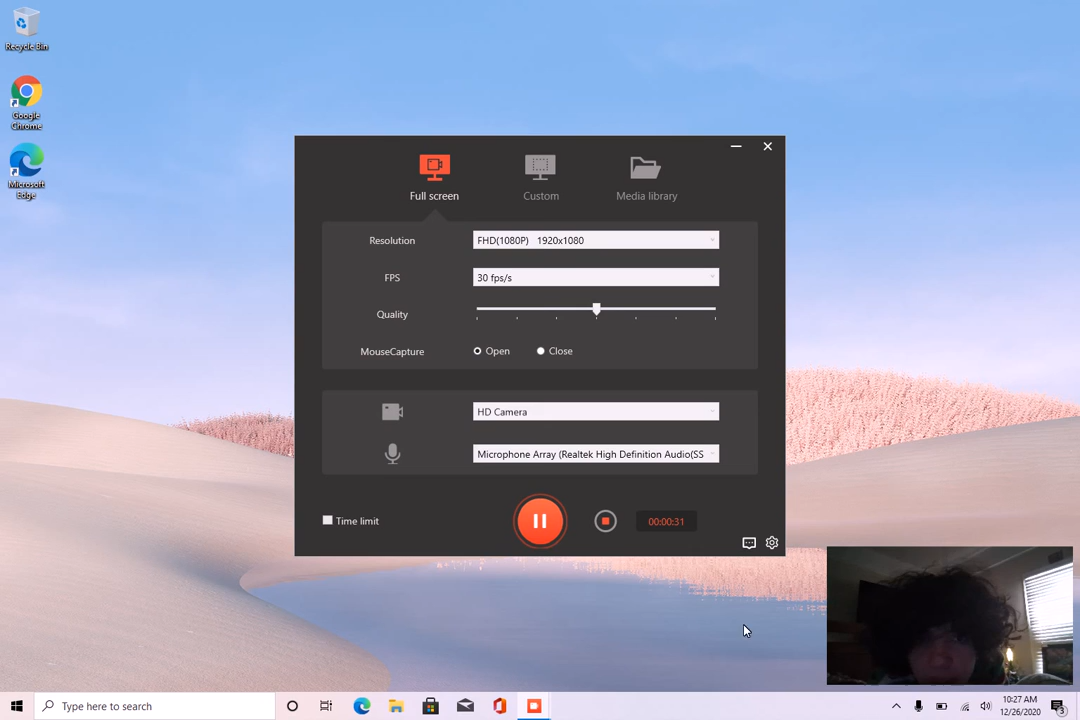 Recycle Bin
Google
Chrome
Microsoft
Edge
Full screen
Custom
Media library
Resolution
FHD(1080P) 1920x1080
FPS
30 fps/s
Quality
MouseCapture
Open
Close
HD Camera
Microphone Array (Realtek High Definition Audio(SS
Time limit
00:00:31
Type here to search
10:27 AM
12/26/2020
3